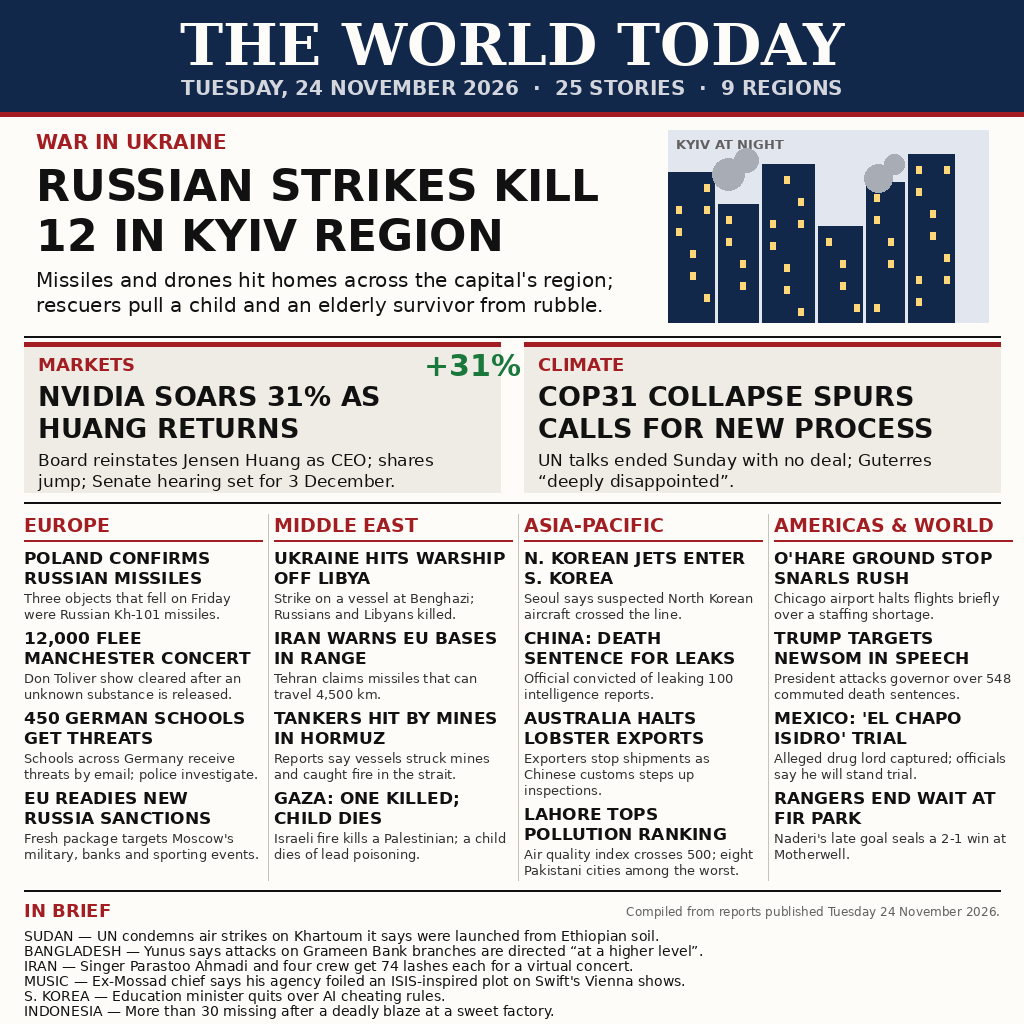 THE WORLD TODAY
TUESDAY, 24 NOVEMBER 2026 · 25 STORIES · 9 REGIONS
WAR IN UKRAINE
RUSSIAN STRIKES KILL
12 IN KYIV REGION
Missiles and drones hit homes across the capital's region;
rescuers pull a child and an elderly survivor from rubble.
KYIV AT NIGHT
MARKETS
+31%
NVIDIA SOARS 31% AS
HUANG RETURNS
Board reinstates Jensen Huang as CEO; shares
jump; Senate hearing set for 3 December.
CLIMATE
COP31 COLLAPSE SPURS
CALLS FOR NEW PROCESS
UN talks ended Sunday with no deal; Guterres
“deeply disappointed”.
EUROPE
POLAND CONFIRMS
RUSSIAN MISSILES
Three objects that fell on Friday
were Russian Kh-101 missiles.
12,000 FLEE
MANCHESTER CONCERT
Don Toliver show cleared after an
unknown substance is released.
450 GERMAN SCHOOLS
GET THREATS
Schools across Germany receive
threats by email; police investigate.
EU READIES NEW
RUSSIA SANCTIONS
Fresh package targets Moscow's
military, banks and sporting events.
MIDDLE EAST
UKRAINE HITS WARSHIP
OFF LIBYA
Strike on a vessel at Benghazi;
Russians and Libyans killed.
IRAN WARNS EU BASES
IN RANGE
Tehran claims missiles that can
travel 4,500 km.
TANKERS HIT BY MINES
IN HORMUZ
Reports say vessels struck mines
and caught fire in the strait.
GAZA: ONE KILLED;
CHILD DIES
Israeli fire kills a Palestinian; a child
dies of lead poisoning.
ASIA-PACIFIC
N. KOREAN JETS ENTER
S. KOREA
Seoul says suspected North Korean
aircraft crossed the line.
CHINA: DEATH
SENTENCE FOR LEAKS
Official convicted of leaking 100
intelligence reports.
AUSTRALIA HALTS
LOBSTER EXPORTS
Exporters stop shipments as
Chinese customs steps up
inspections.
LAHORE TOPS
POLLUTION RANKING
Air quality index crosses 500; eight
Pakistani cities among the worst.
AMERICAS & WORLD
O'HARE GROUND STOP
SNARLS RUSH
Chicago airport halts flights briefly
over a staffing shortage.
TRUMP TARGETS
NEWSOM IN SPEECH
President attacks governor over 548
commuted death sentences.
MEXICO: 'EL CHAPO
ISIDRO' TRIAL
Alleged drug lord captured; officials
say he will stand trial.
RANGERS END WAIT AT
FIR PARK
Naderi's late goal seals a 2-1 win at
Motherwell.
IN BRIEF
Compiled from reports published Tuesday 24 November 2026.
SUDAN — UN condemns air strikes on Khartoum it says were launched from Ethiopian soil.
BANGLADESH — Yunus says attacks on Grameen Bank branches are directed “at a higher level”.
IRAN — Singer Parastoo Ahmadi and four crew get 74 lashes each for a virtual concert.
MUSIC — Ex-Mossad chief says his agency foiled an ISIS-inspired plot on Swift's Vienna shows.
S. KOREA — Education minister quits over AI cheating rules.
INDONESIA — More than 30 missing after a deadly blaze at a sweet factory.